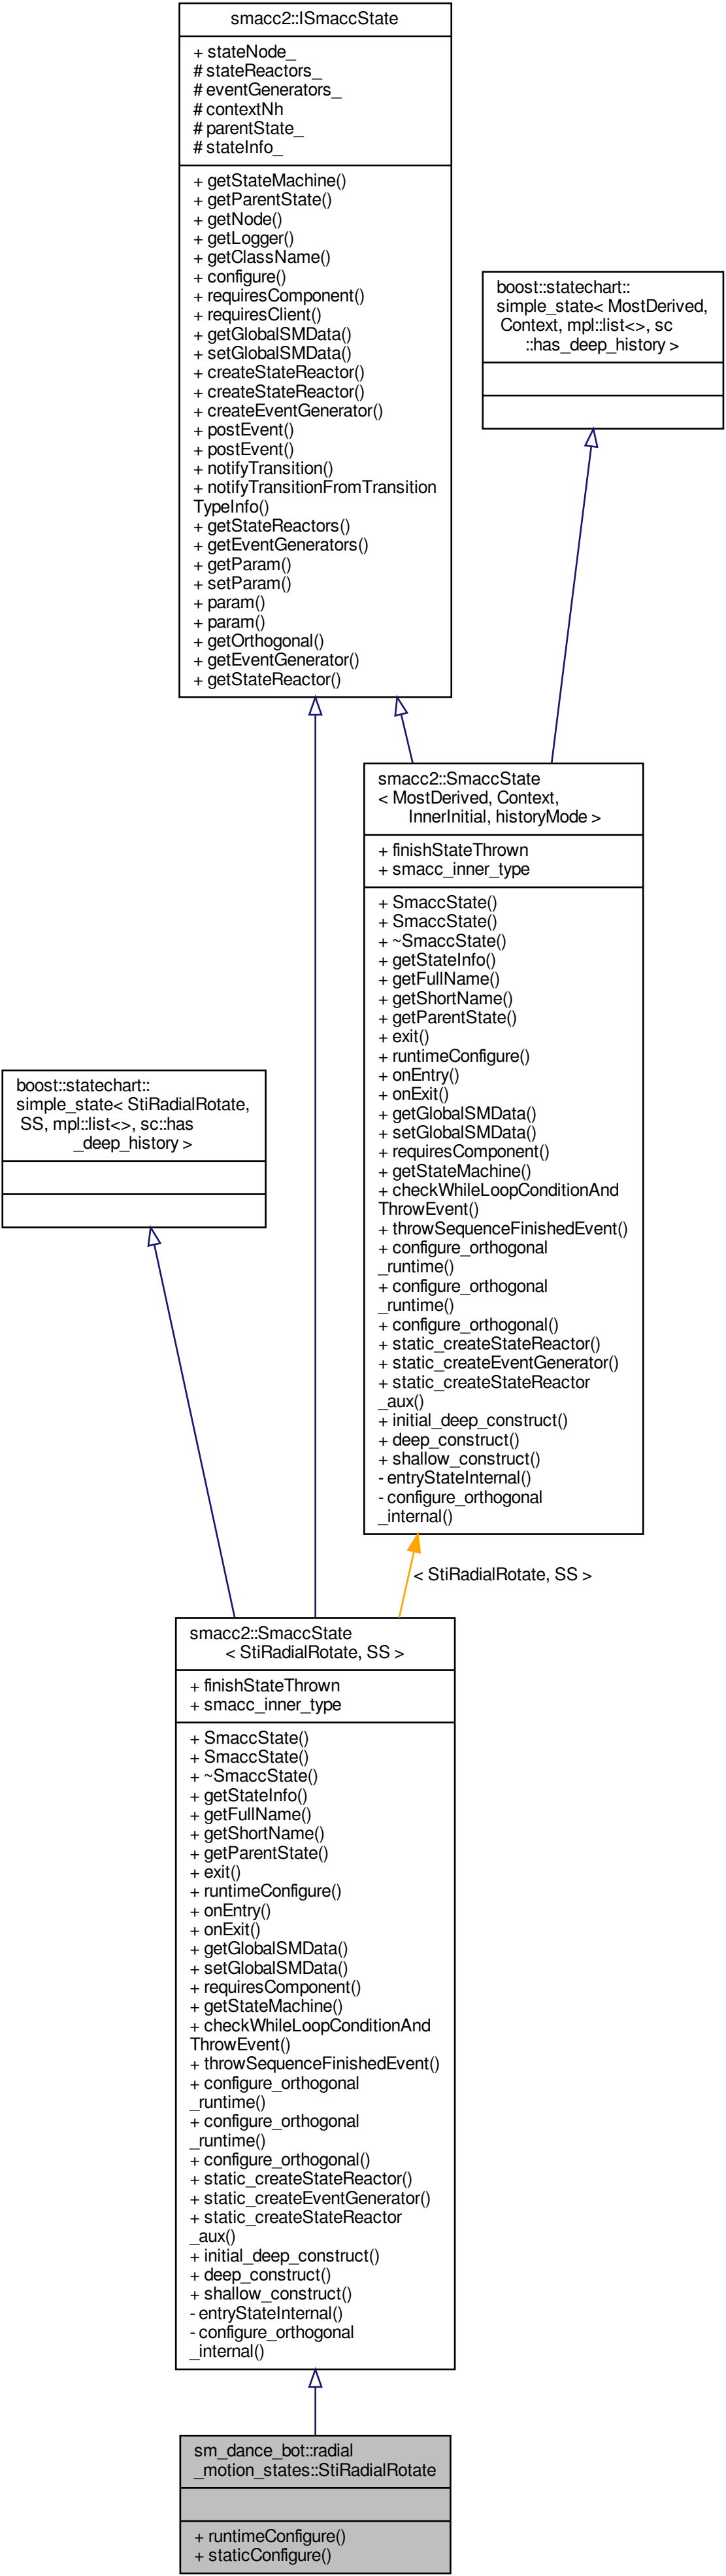 smacc2::ISmaccState
+ stateNode_
# stateReactors_
# eventGenerators_
# contextNh
# parentState_
# stateInfo_
+ getStateMachine()
+ getParentState()
+ getNode()
+ getLogger()
+ getClassName()
+ configure()
+ requiresComponent()
+ requiresClient()
+ getGlobalSMData()
+ setGlobalSMData()
+ createStateReactor()
+ createStateReactor()
+ createEventGenerator()
+ postEvent()
+ postEvent()
+ notifyTransition()
+ notifyTransitionFromTransition
TypeInfo()
+ getStateReactors()
+ getEventGenerators()
+ getParam()
+ setParam()
+ param()
+ param()
+ getOrthogonal()
+ getEventGenerator()
+ getStateReactor()
boost::statechart::
simple_state< MostDerived,
Context, mpl::list<>, sc
::has_deep_history >
smacc2::SmaccState
< MostDerived, Context,
InnerInitial, historyMode >
+ finishStateThrown
+ smacc_inner_type
+ SmaccState()
+ SmaccState()
+ ~SmaccState()
+ getStateInfo()
+ getFullName()
+ getShortName()
+ getParentState()
+ exit()
+ runtimeConfigure()
+ onEntry()
+ onExit()
+ getGlobalSMData()
+ setGlobalSMData()
+ requiresComponent()
+ getStateMachine()
+ checkWhileLoopConditionAnd
ThrowEvent()
+ throwSequenceFinishedEvent()
+ configure_orthogonal
_runtime()
+ configure_orthogonal
_runtime()
+ configure_orthogonal()
+ static_createStateReactor()
+ static_createEventGenerator()
+ static_createStateReactor
_aux()
+ initial_deep_construct()
+ deep_construct()
+ shallow_construct()
- entryStateInternal()
- configure_orthogonal
_internal()
boost::statechart::
simple_state< StiRadialRotate,
SS, mpl::list<>, sc::has
_deep_history >
< StiRadialRotate, SS >
smacc2::SmaccState
< StiRadialRotate, SS >
+ finishStateThrown
+ smacc_inner_type
+ SmaccState()
+ SmaccState()
+ ~SmaccState()
+ getStateInfo()
+ getFullName()
+ getShortName()
+ getParentState()
+ exit()
+ runtimeConfigure()
+ onEntry()
+ onExit()
+ getGlobalSMData()
+ setGlobalSMData()
+ requiresComponent()
+ getStateMachine()
+ checkWhileLoopConditionAnd
ThrowEvent()
+ throwSequenceFinishedEvent()
+ configure_orthogonal
_runtime()
+ configure_orthogonal
_runtime()
+ configure_orthogonal()
+ static_createStateReactor()
+ static_createEventGenerator()
+ static_createStateReactor
_aux()
+ initial_deep_construct()
+ deep_construct()
+ shallow_construct()
- entryStateInternal()
- configure_orthogonal
_internal()
sm_dance_bot::radial
_motion_states::StiRadialRotate
+ runtimeConfigure()
+ staticConfigure()